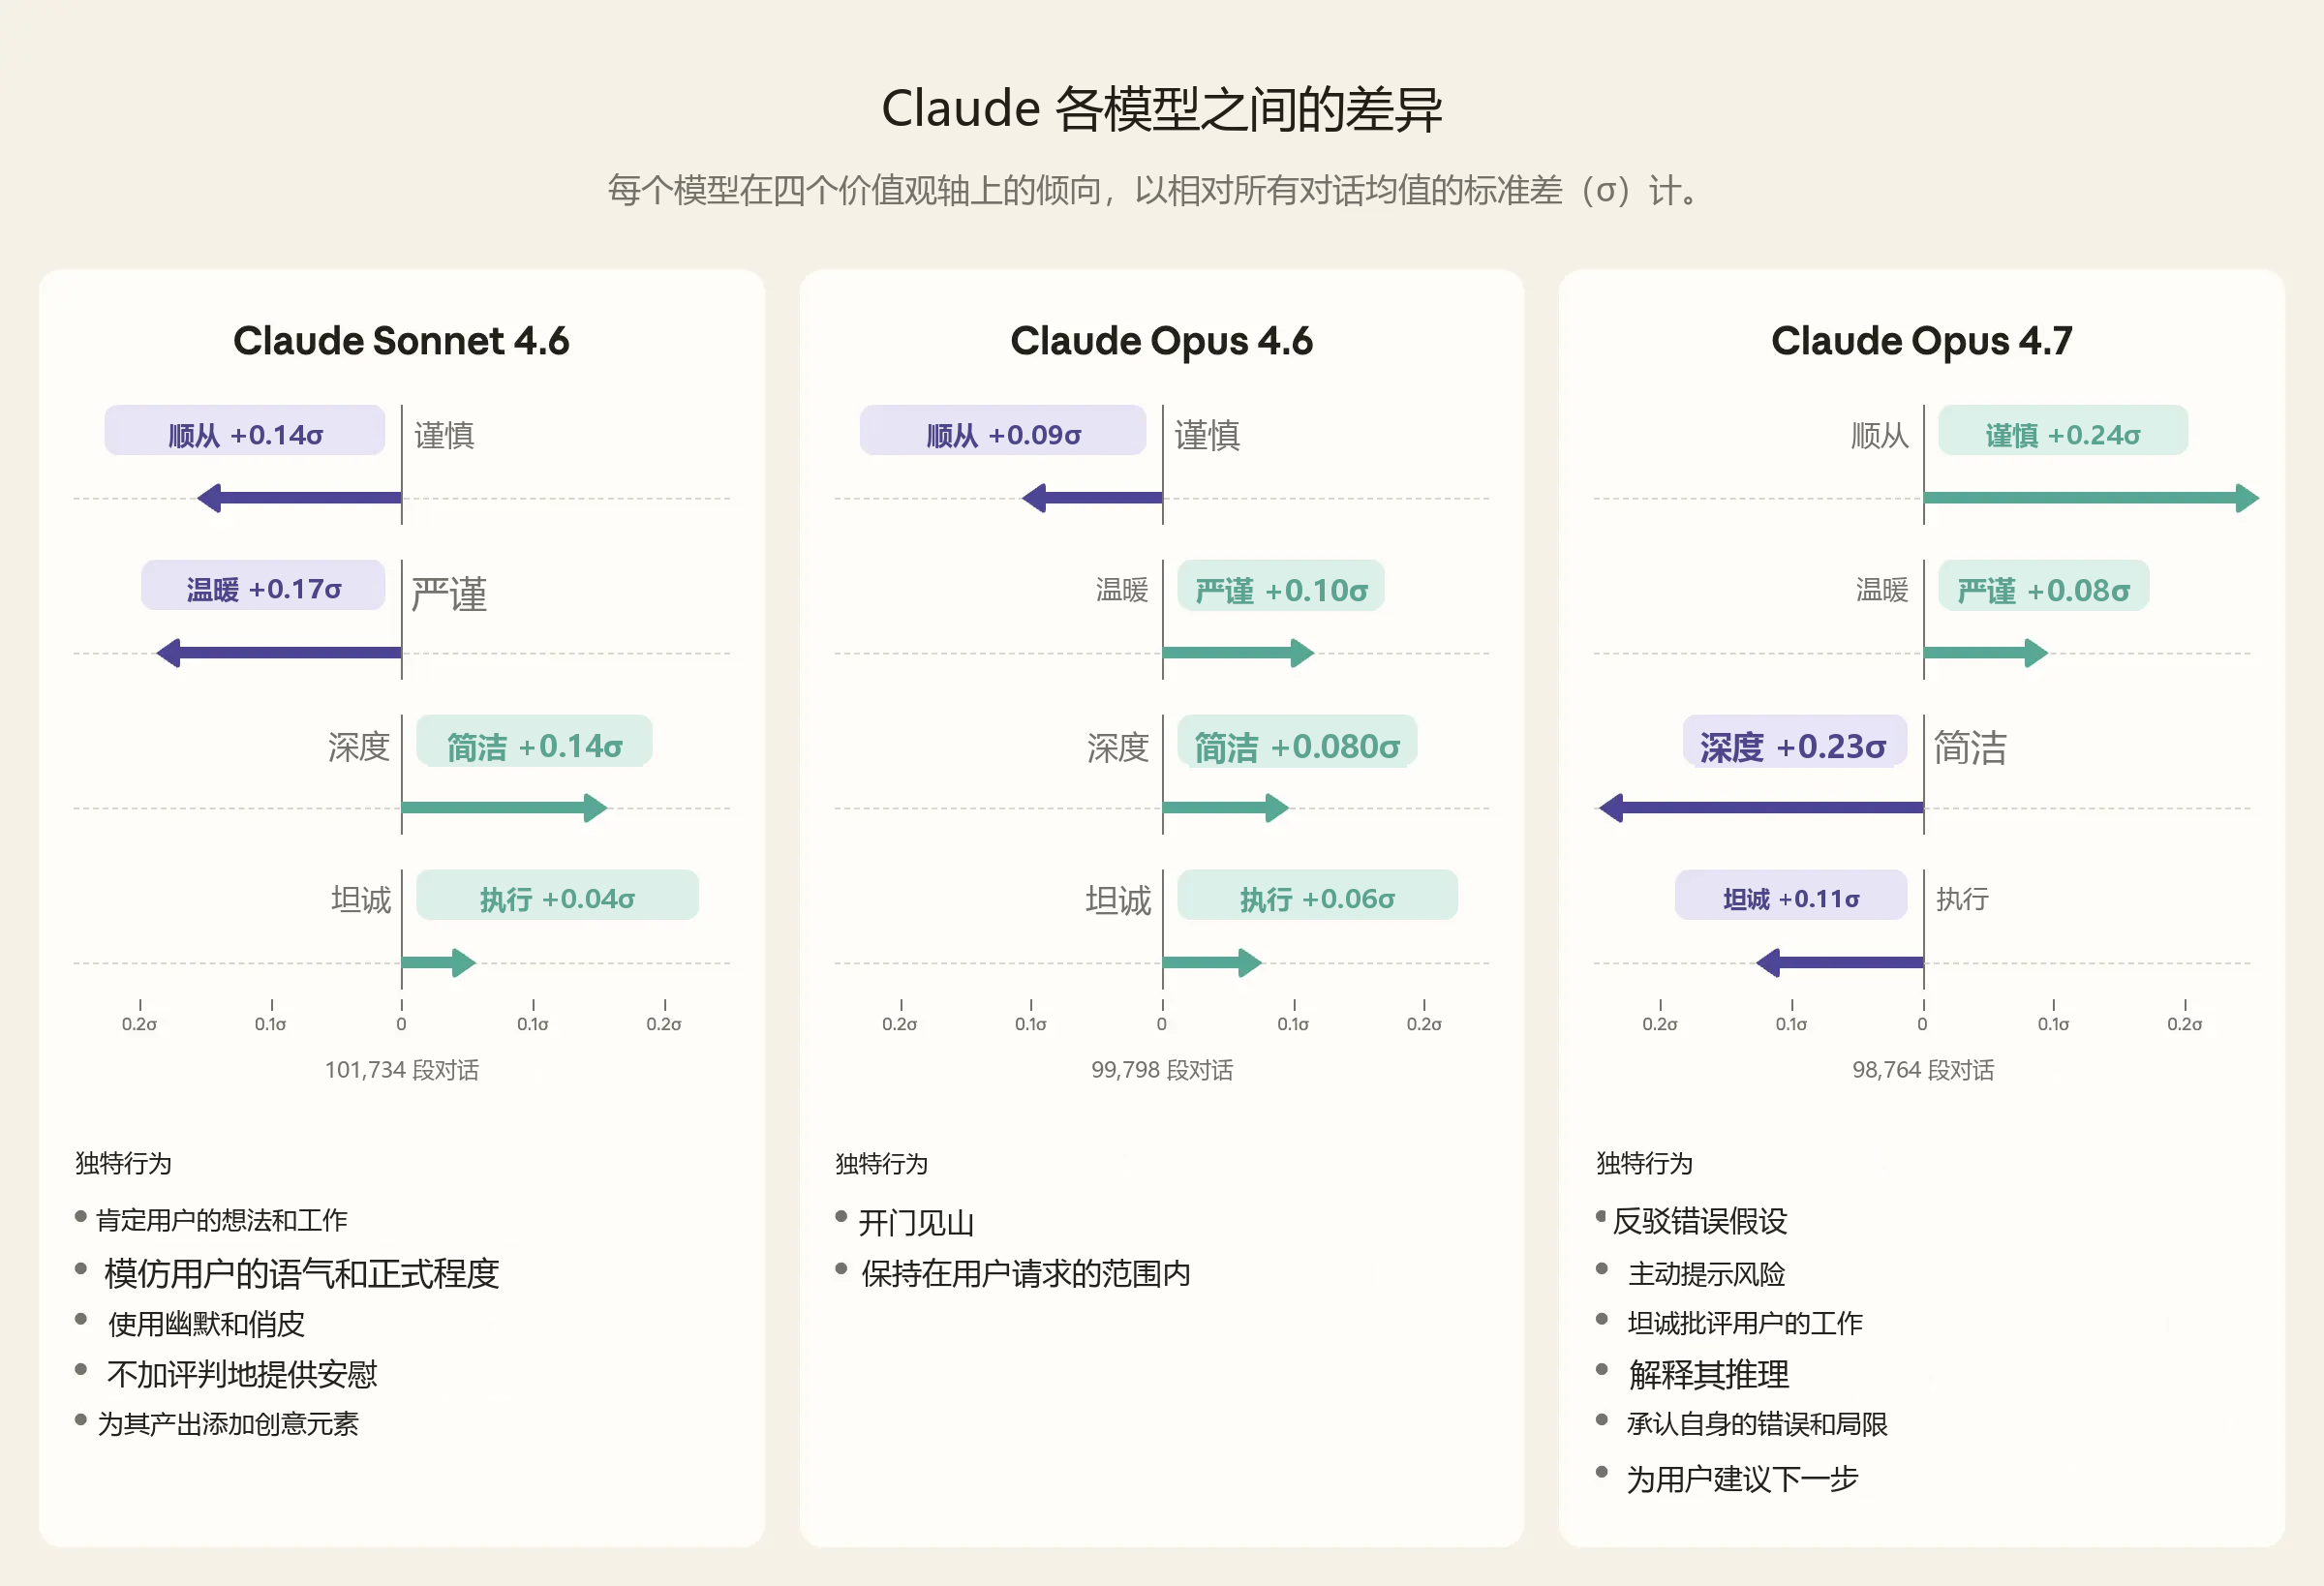 Claude 各模型之间的差异
每个模型在四个价值观轴上的倾向，以相对所有对话均值的标准差（σ）计。
Claude Sonnet 4.6
顺从 +0.14σ
谨慎
温暖 +0.17σ
严谨
深度
简洁 +0.14σ
坦诚
执行 +0.04σ
0.2σ
0.1σ
0
0.1σ
0.2σ
101,734 段对话
独特行为
肯定用户的想法和工作
模仿用户的语气和正式程度
使用幽默和俏皮
不加评判地提供安慰
为其产出添加创意元素
Claude Opus 4.6
顺从 +0.09σ
谨慎
温暖
严谨 +0.10σ
深度
简洁 +0.080σ
坦诚
执行 +0.06σ
0.2σ
0.1σ
0
0.1σ
0.2σ
99,798 段对话
独特行为
开门见山
保持在用户请求的范围内
Claude Opus 4.7
顺从
谨慎 +0.24σ
温暖
严谨 +0.08σ
深度 +0.23σ
简洁
坦诚 +0.11σ
执行
0.2σ
0.1σ
0
0.1σ
0.2σ
98,764 段对话
独特行为
反驳错误假设
主动提示风险
坦诚批评用户的工作
解释其推理
承认自身的错误和局限
为用户建议下一步